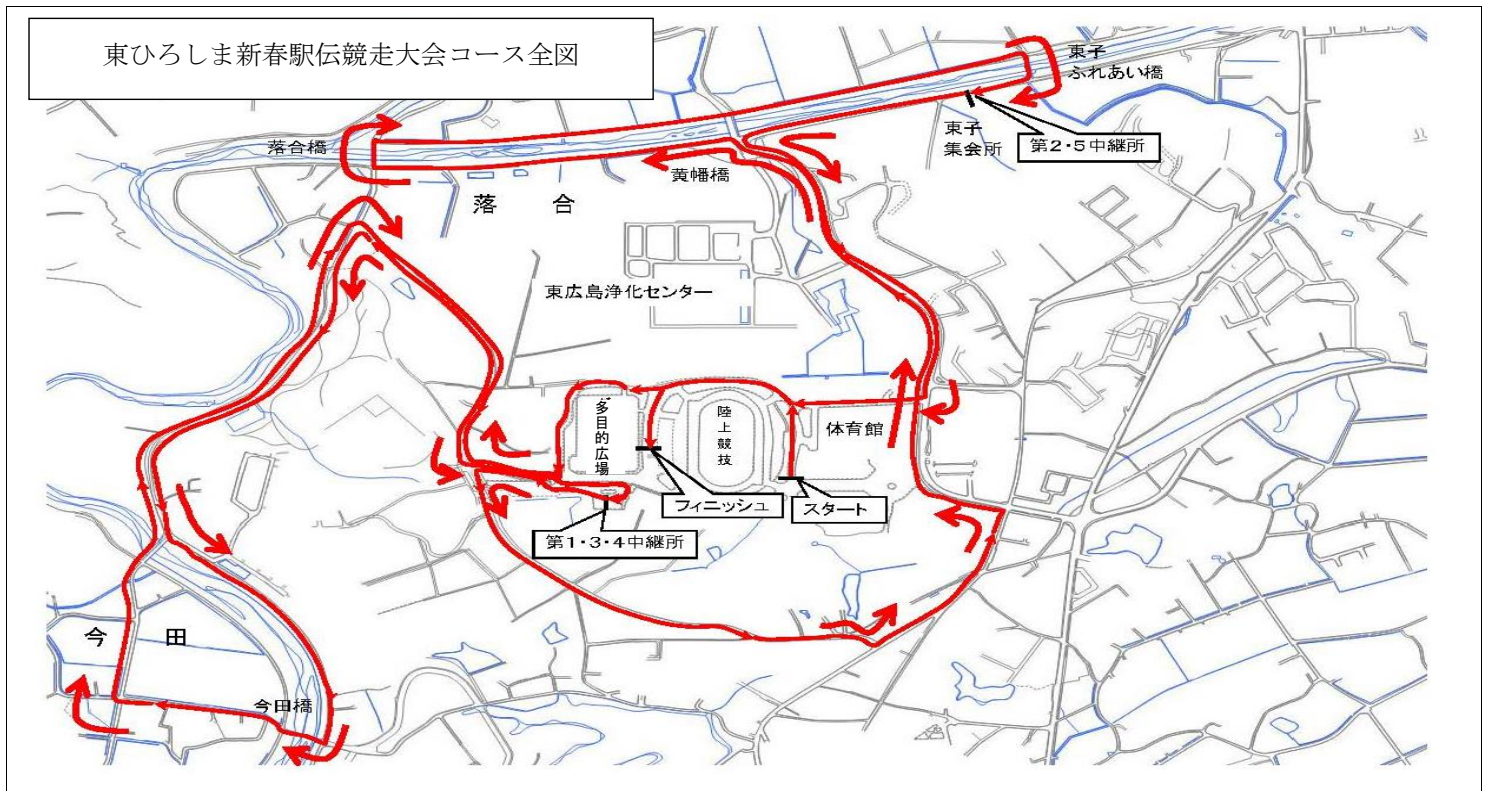 東ひろしま新春駅伝競走大会コース全図
東子
ふれあい橋
落合橋
東子
集会所
第2・5中継所
黄幡橋
落合
東広島浄化センター
多目的広場
陸上競技
体育館
フィニッシュ
スタート
第1・3・4中継所
今田
今田橋